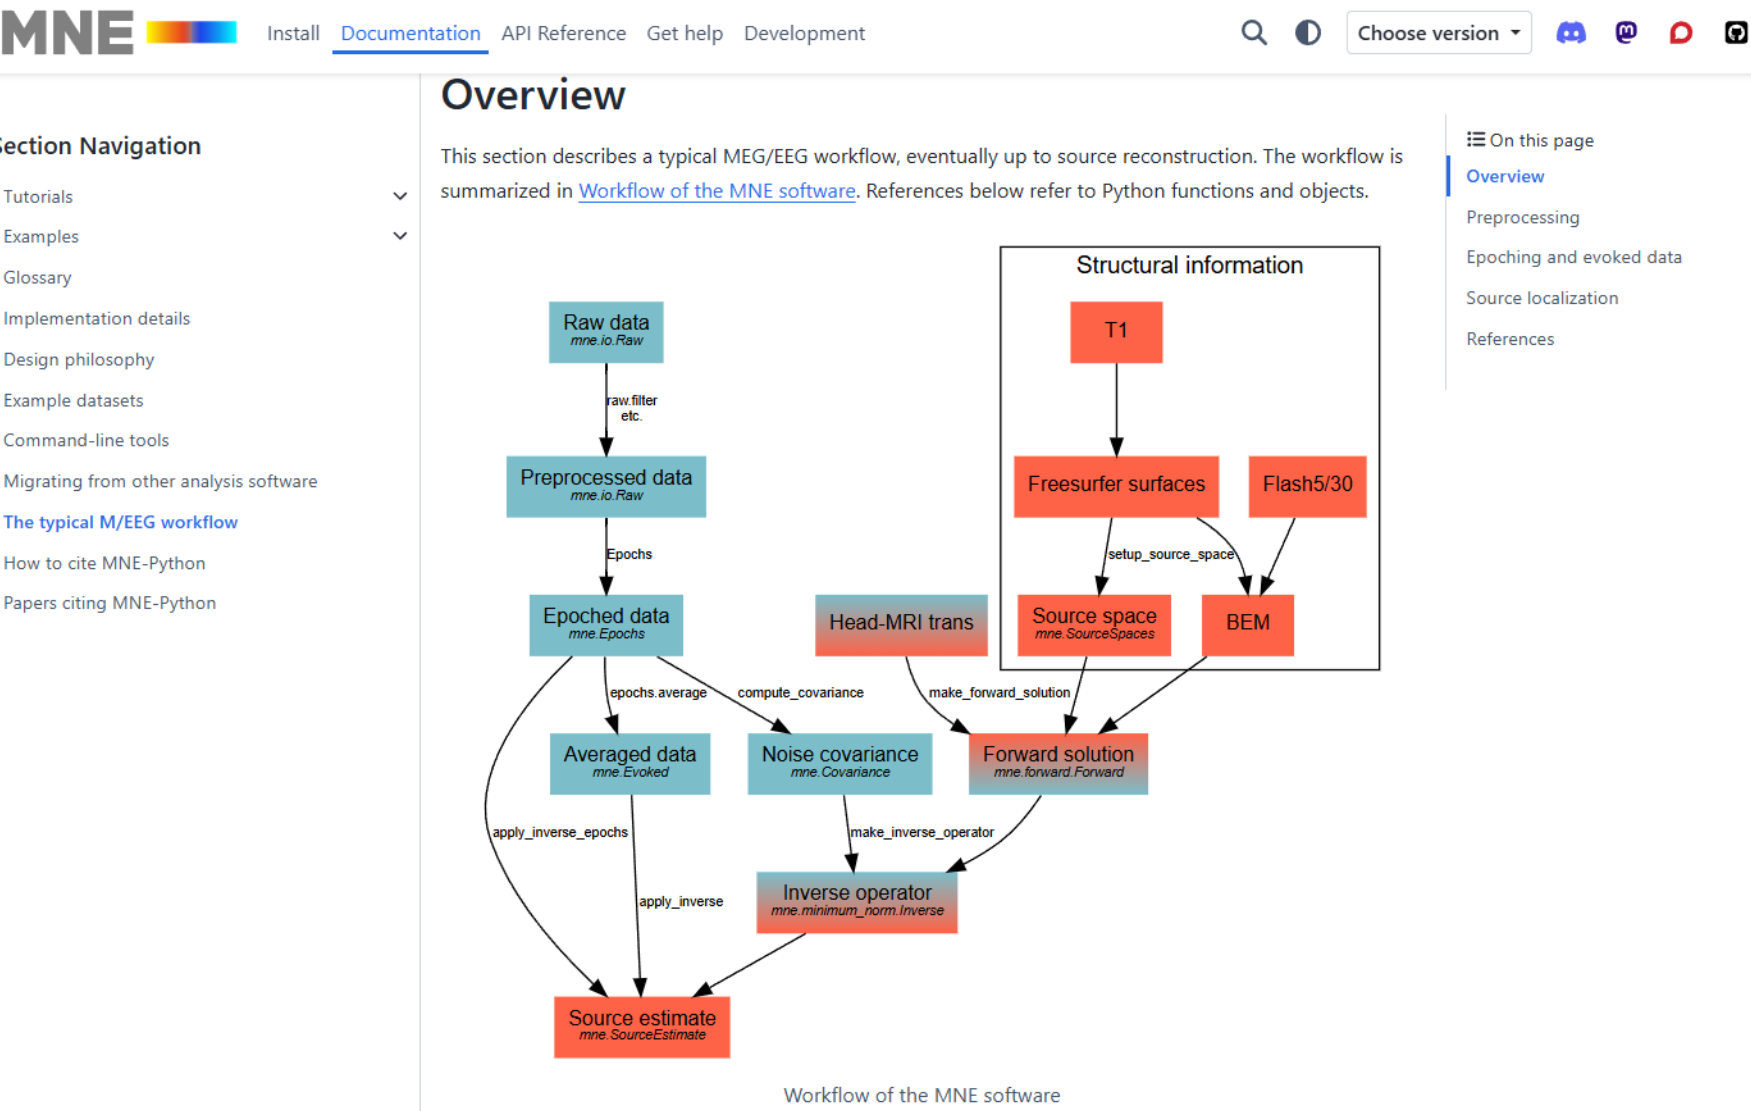 MNE
Install Documentation API Reference Get help Development
Choose version
Section Navigation
Tutorials
Examples
Glossary
Implementation details
Design philosophy
Example datasets
Command-line tools
Migrating from other analysis software
The typical M/EEG workflow
How to cite MNE-Python
Papers citing MNE-Python
Overview
This section describes a typical MEG/EEG workflow, eventually up to source reconstruction. The workflow is
summarized in Workflow of the MNE software. References below refer to Python functions and objects.
Structural information
Raw data
mne.io.Raw
T1
raw.filter
etc.
Preprocessed data
mne.io.Raw
Freesurfer surfaces
Flash5/30
Epochs
setup_source_space
Epoched data
mne.Epochs
Head-MRI trans
Source space
mne.SourceSpaces
BEM
epochs.average
compute_covariance
make_forward_solution
Averaged data
mne.Evoked
Noise covariance
mne.Covariance
Forward solution
mne.forward.Forward
apply_inverse_epochs
make_inverse_operator
apply_inverse
Inverse operator
mne.minimum_norm.Inverse
Source estimate
mne.SourceEstimate
Workflow of the MNE software
On this page
Overview
Preprocessing
Epoching and evoked data
Source localization
References